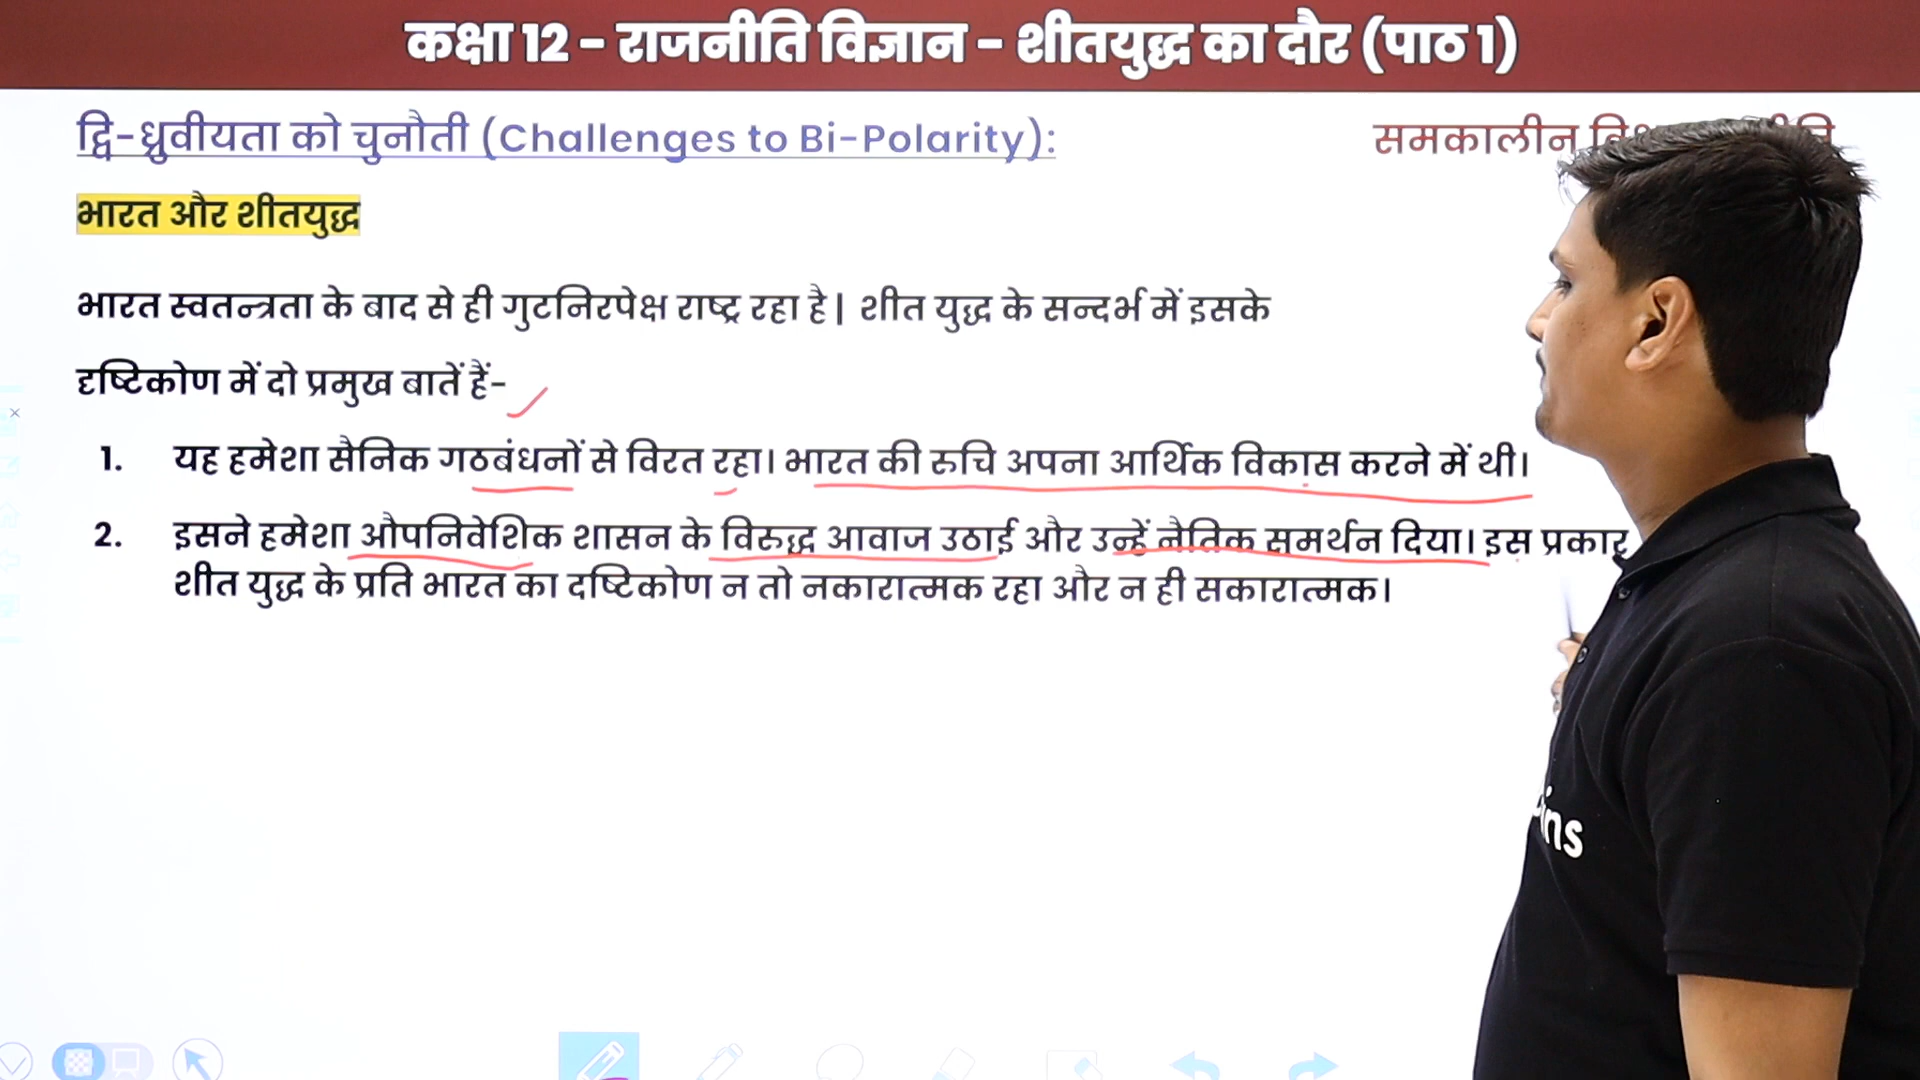 कक्षा 12 - राजनीति विज्ञान - शीतयुद्ध का दौर (पाठ 1)
द्वि-ध्रुवीयता को चुनौती (Challenges to Bi-Polarity):
समकालीन
भारत और शीतयुद्ध
भारत स्वतन्त्रता के बाद से ही गुटनिरपेक्ष राष्ट्र रहा है| शीत युद्ध के सन्दर्भ में इसके
दृष्टिकोण में दो प्रमुख बातें हैं-
1. यह हमेशा सैनिक गठबंधनों से विरत रहा। भारत की रुचि अपना आर्थिक विकास करने में थी।
2. इसने हमेशा औपनिवेशिक शासन के विरुद्ध आवाज उठाई और उन्हें नैतिक समर्थन दिया। इस प्रकार
शीत युद्ध के प्रति भारत का दष्टिकोण न तो नकारात्मक रहा और न ही सकारात्मक।